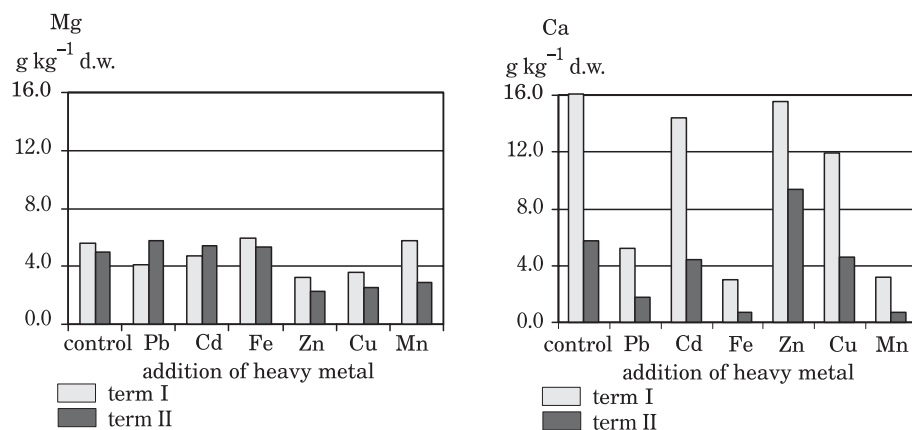 Mg
g kg⁻¹ d.w.
16.0
12.0
8.0
4.0
0.0
control Pb Cd Fe Zn Cu Mn
addition of heavy metal
term I
term II
Ca
g kg⁻¹ d.w.
16.0
12.0
8.0
4.0
0.0
control Pb Cd Fe Zn Cu Mn
addition of heavy metal
term I
term II